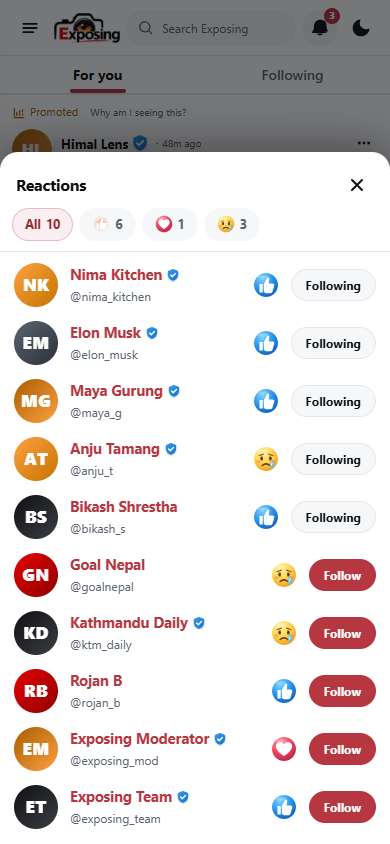 Exposing
Search Exposing
3
For you
Following
Promoted
Why am I seeing this?
HL
Himal Lens
· 48m ago
Reactions
All 10
6
1
3
NK
Nima Kitchen
@nima_kitchen
Following
EM
Elon Musk
@elon_musk
Following
MG
Maya Gurung
@maya_g
Following
AT
Anju Tamang
@anju_t
Following
BS
Bikash Shrestha
@bikash_s
Following
GN
Goal Nepal
@goalnepal
Follow
KD
Kathmandu Daily
@ktm_daily
Follow
RB
Rojan B
@rojan_b
Follow
EM
Exposing Moderator
@exposing_mod
Follow
ET
Exposing Team
@exposing_team
Follow